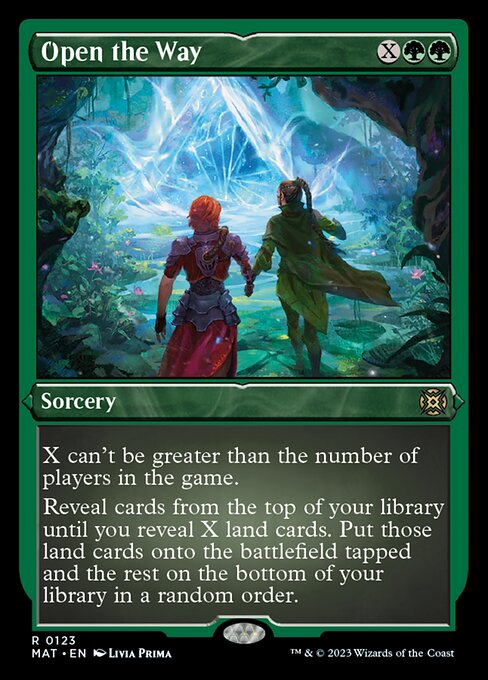 Open the Way X
Sorcery
X can't be greater than the number of
players in the game.
Reveal cards from the top of your library
until you reveal X land cards. Put those
land cards onto the battlefield tapped
and the rest on the bottom of your
library in a random order.
R 0123
MAT • EN Livia Prima ™ & © 2023 Wizards of the Coast